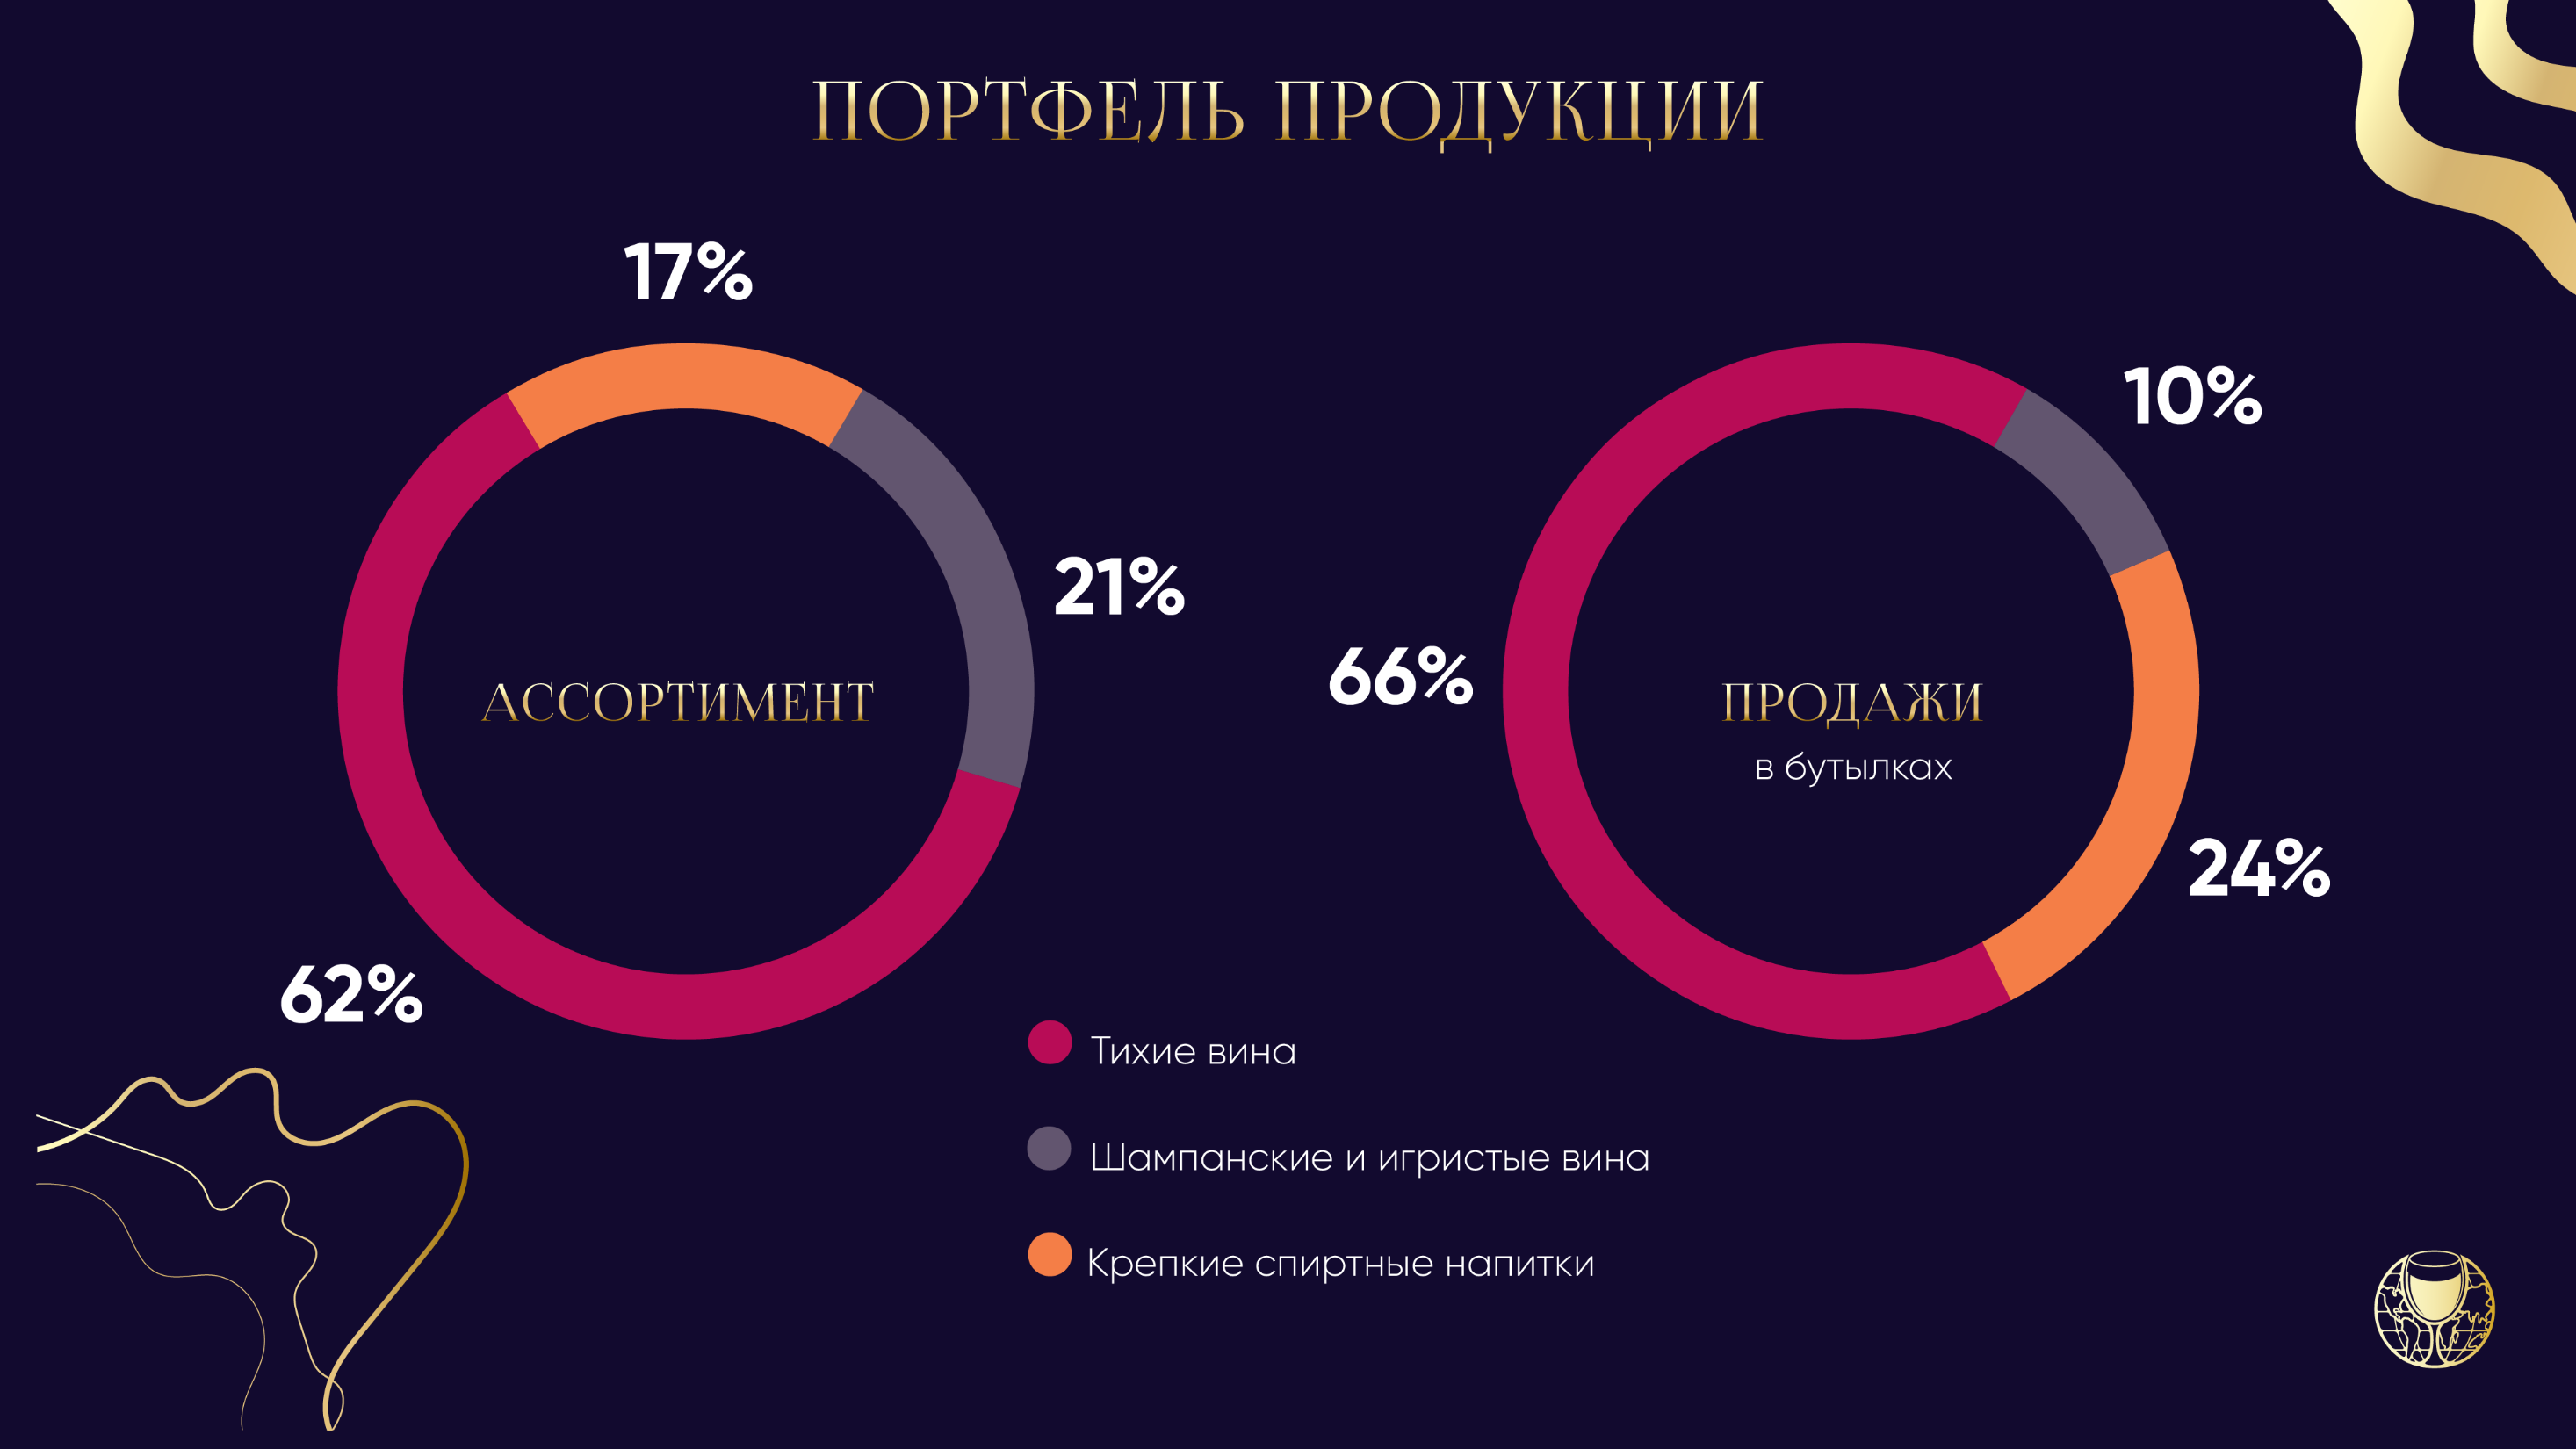 ПОРТФЕЛЬ ПРОДУКЦИИ
17%
21%
62%
АССОРТИМЕНТ
10%
66%
24%
ПРОДАЖИ
в бутылках
Тихие вина
Шампанские и игристые вина
Крепкие спиртные напитки